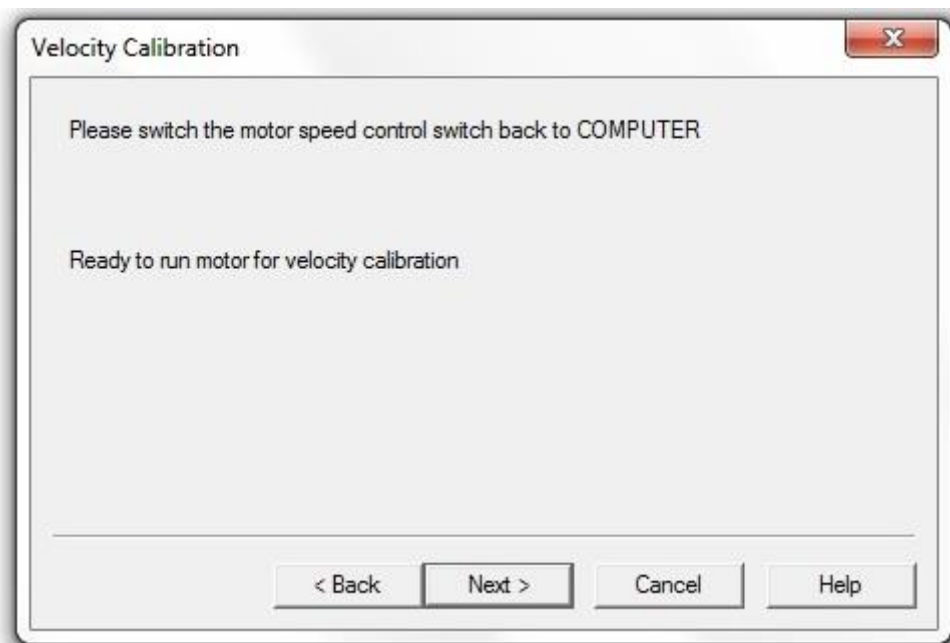 Velocity Calibration
Please switch the motor speed control switch back to COMPUTER
Ready to run motor for velocity calibration
< Back Next > Cancel Help